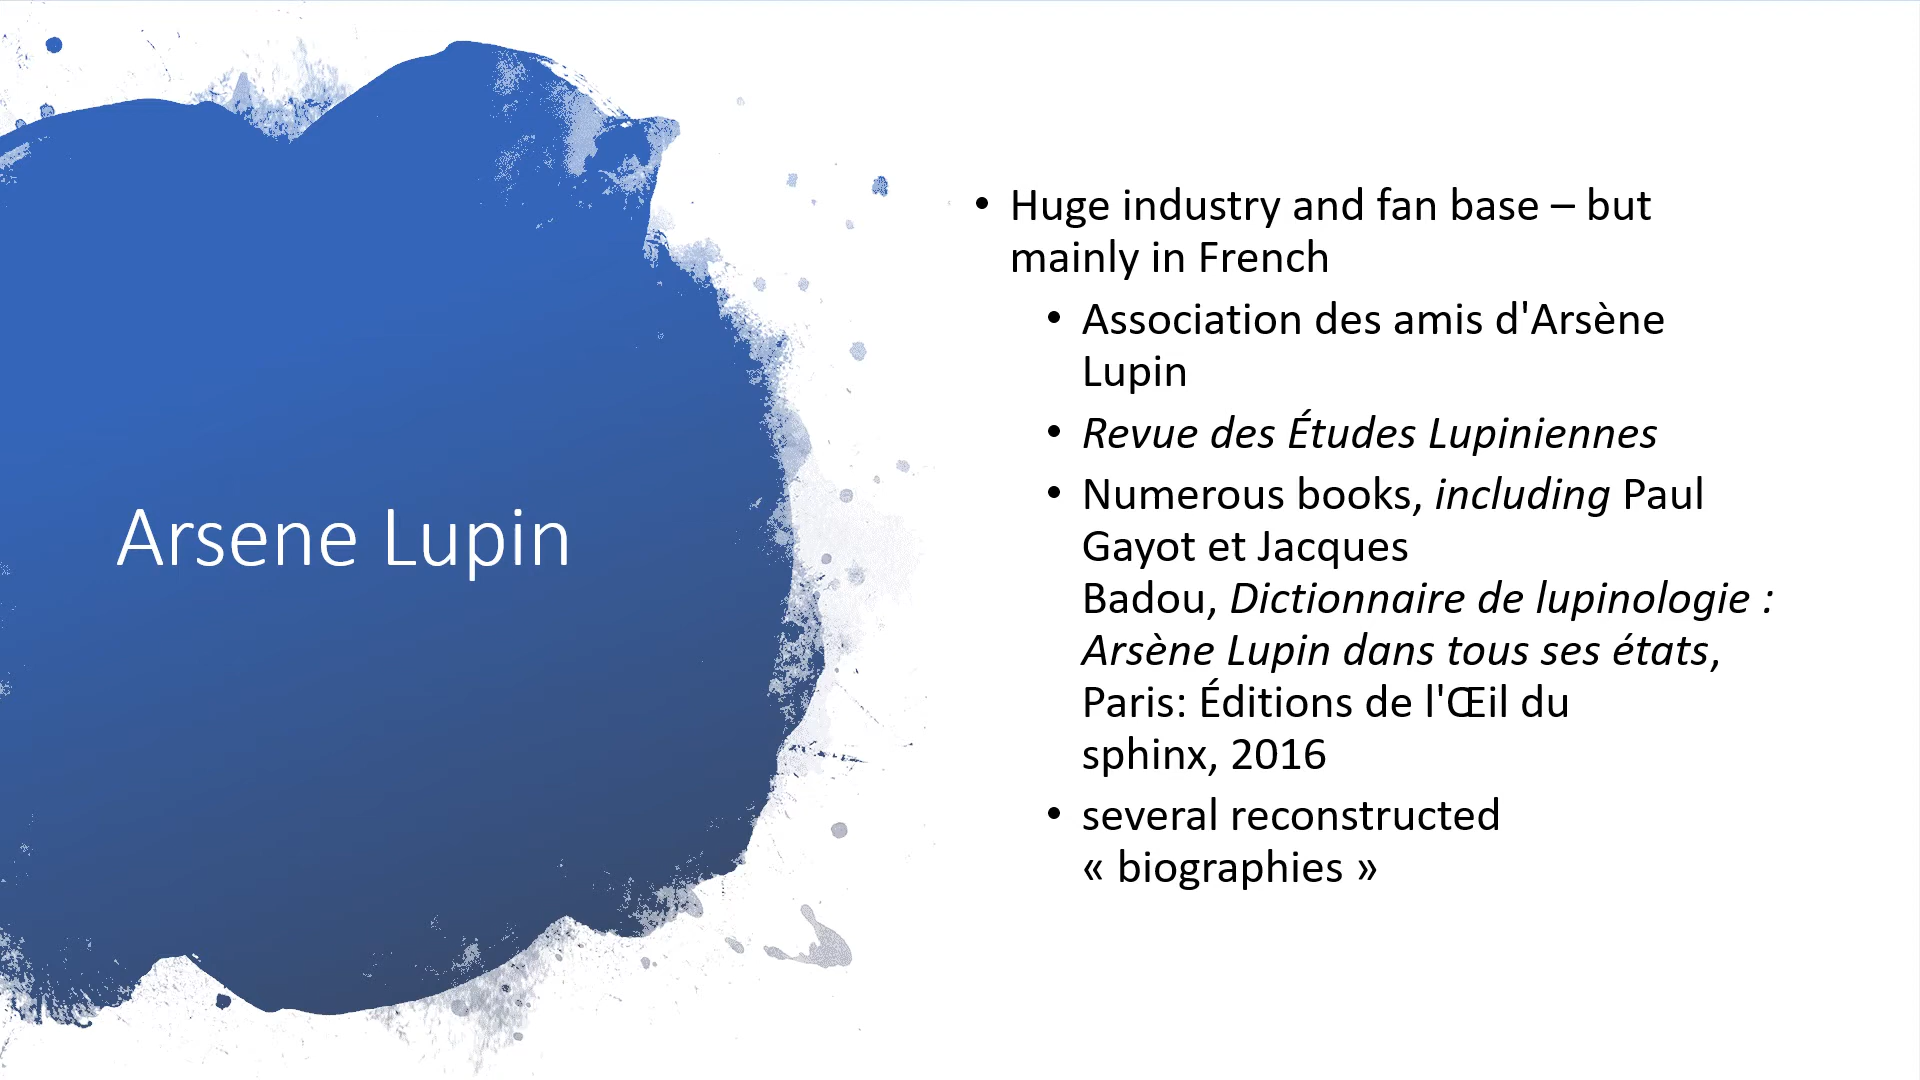 Arsene Lupin
• Huge industry and fan base – but
mainly in French
• Association des amis d'Arsène
Lupin
• Revue des Études Lupiniennes
• Numerous books, including Paul
Gayot et Jacques
Badou, Dictionnaire de lupinologie :
Arsène Lupin dans tous ses états,
Paris: Éditions de l'Œil du
sphinx, 2016
• several reconstructed
« biographies »